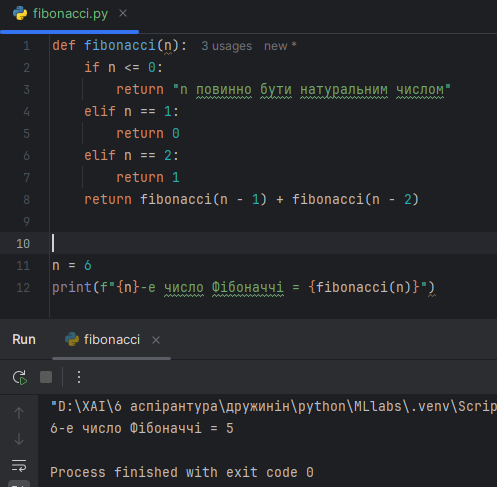 fibonacci.py ×
1 def fibonacci(n): 3 usages new *
2 if n <= 0:
3 return "n повинно бути натуральним числом"
4 elif n == 1:
5 return 0
6 elif n == 2:
7 return 1
8 return fibonacci(n - 1) + fibonacci(n - 2)
9
10
11 n = 6
12 print(f"{n}-е число Фібоначчі = {fibonacci(n)}")
Run fibonacci ×
"D:\XAI\6 аспірантура\дружинін\python\MLlabs\.venv\Scrip
6-е число Фібоначчі = 5
Process finished with exit code 0